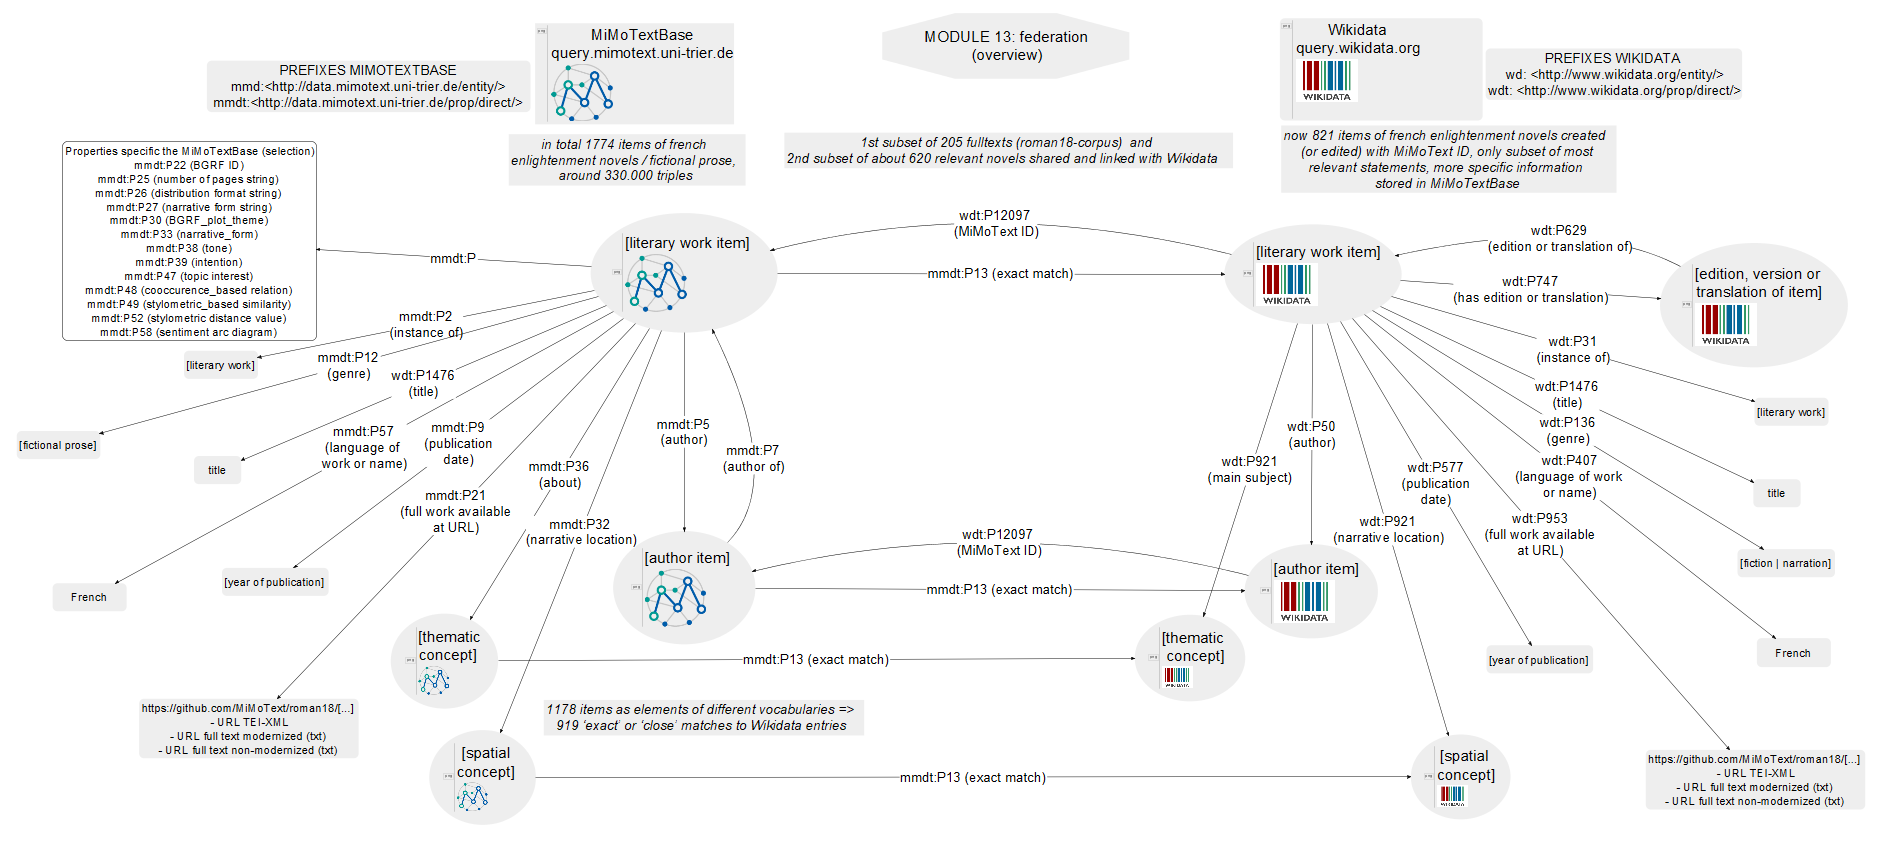 MiMoTextBase
query.mimotext.uni-trier.de
MODULE 13: federation
(overview)
Wikidata
query.wikidata.org
WIKIDATA
PREFIXES MIMOTEXTBASE
mmd:<http://data.mimotext.uni-trier.de/entity/>
mmdt:<http://data.mimotext.uni-trier.de/prop/direct/>
PREFIXES WIKIDATA
wd: <http://www.wikidata.org/entity/>
wdt: <http://www.wikidata.org/prop/direct/>
in total 1774 items of french
enlightenment novels / fictional prose,
around 330.000 triples
1st subset of 205 fulltexts (roman18-corpus) and
2nd subset of about 620 relevant novels shared and linked with Wikidata
now 821 items of french enlightenment novels created
(or edited) with MiMoText ID, only subset of most
relevant statements, more specific information
stored in MiMoTextBase
Properties specific the MiMoTextBase (selection)
mmdt:P22 (BGRF ID)
mmdt:P25 (number of pages string)
mmdt:P26 (distribution format string)
mmdt:P27 (narrative form string)
mmdt:P30 (BGRF_plot_theme)
mmdt:P33 (narrative_form)
mmdt:P38 (tone)
mmdt:P39 (intention)
mmdt:P47 (topic interest)
mmdt:P48 (cooccurence_based relation)
mmdt:P49 (stylometric_based similarity)
mmdt:P52 (stylometric distance value)
mmdt:P58 (sentiment arc diagram)
mmdt:P
[literary work item]
wdt:P12097
(MiMoText ID)
mmdt:P13 (exact match)
[literary work item]
WIKIDATA
wdt:P629
(edition or translation of)
wdt:P747
(has edition or translation)
[edition, version or
translation of item]
WIKIDATA
mmdt:P2
(instance of)
[literary work]
mmdt:P12
(genre)
[fictional prose]
wdt:P1476
(title)
title
mmdt:P57
(language of
work or name)
French
mmdt:P9
(publication
date)
[year of publication]
mmdt:P21
(full work available
at URL)
https://github.com/MiMoText/roman18/[...]
- URL TEI-XML
- URL full text modernized (txt)
- URL full text non-modernized (txt)
mmdt:P36
(about)
mmdt:P32
(narrative location)
mmdt:P5
(author)
mmdt:P7
(author of)
[author item]
wdt:P12097
(MiMoText ID)
mmdt:P13 (exact match)
[author item]
WIKIDATA
wdt:P921
(main subject)
wdt:P50
(author)
wdt:P577
(publication
date)
wdt:P921
(narrative location)
wdt:P31
(instance of)
[literary work]
wdt:P1476
(title)
title
wdt:P136
(genre)
[fiction | narration]
wdt:P407
(language of work
or name)
French
wdt:P953
(full work available
at URL)
[year of publication]
[thematic
concept]
mmdt:P13 (exact match)
[thematic
concept]
WIKIDATA
1178 items as elements of different vocabularies =>
919 ‘exact’ or ‘close’ matches to Wikidata entries
[spatial
concept]
mmdt:P13 (exact match)
[spatial
concept]
WIKIDATA
https://github.com/MiMoText/roman18/[...]
- URL TEI-XML
- URL full text modernized (txt)
- URL full text non-modernized (txt)